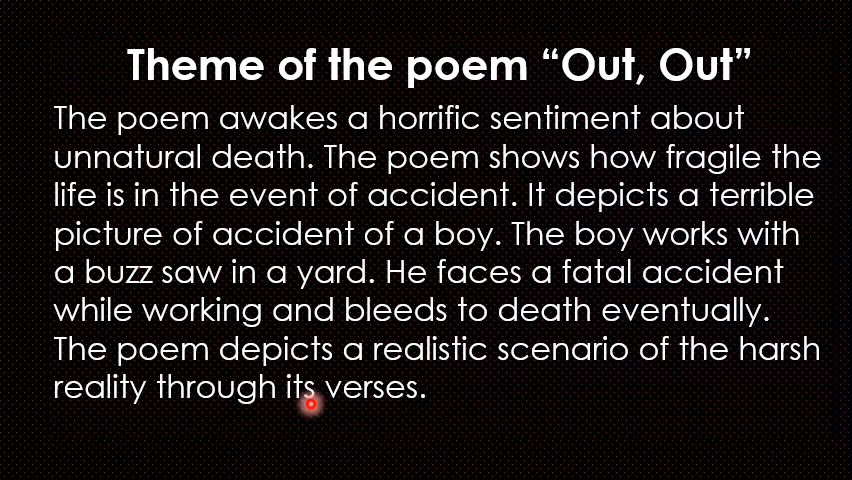 Theme of the poem “Out, Out”
The poem awakes a horrific sentiment about
unnatural death. The poem shows how fragile the
life is in the event of accident. It depicts a terrible
picture of accident of a boy. The boy works with
a buzz saw in a yard. He faces a fatal accident
while working and bleeds to death eventually.
The poem depicts a realistic scenario of the harsh
reality through its verses.